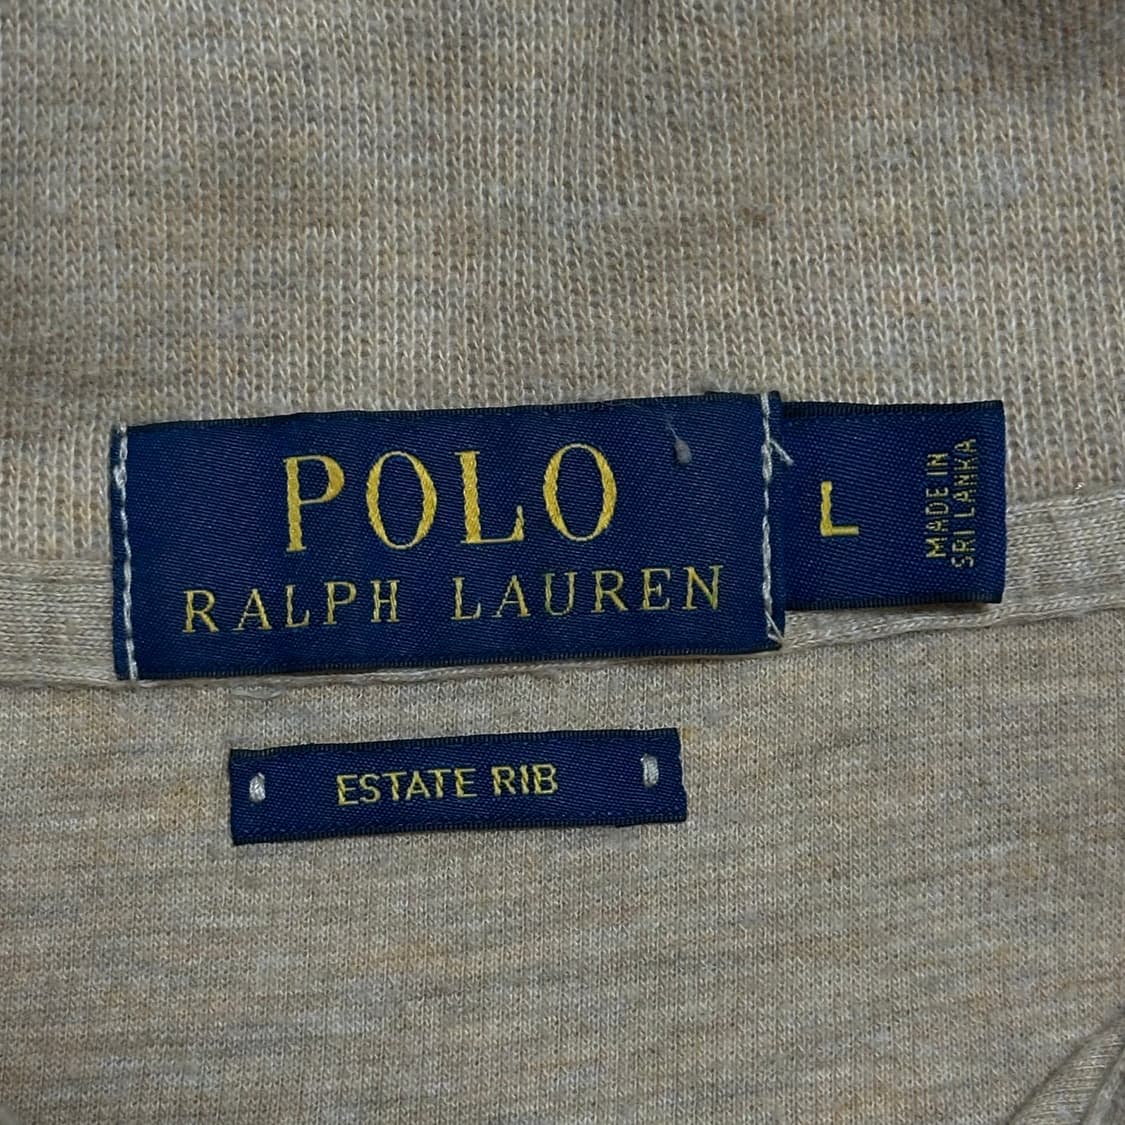 POLO
RALPH LAUREN
L
MADE IN
SRI LANKA
ESTATE RIB